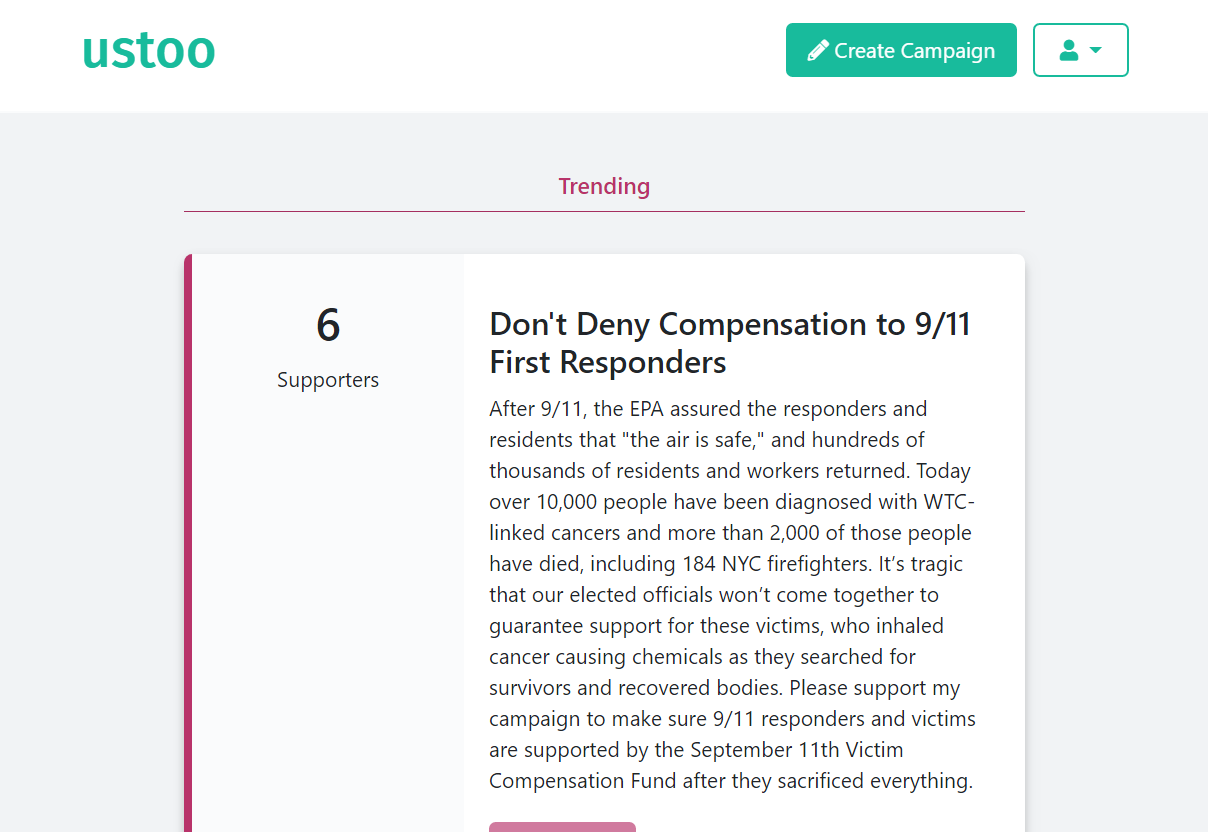 ustoo
Create Campaign
Trending
6
Supporters
Don't Deny Compensation to 9/11
First Responders
After 9/11, the EPA assured the responders and
residents that "the air is safe," and hundreds of
thousands of residents and workers returned. Today
over 10,000 people have been diagnosed with WTC-
linked cancers and more than 2,000 of those people
have died, including 184 NYC firefighters. It’s tragic
that our elected officials won’t come together to
guarantee support for these victims, who inhaled
cancer causing chemicals as they searched for
survivors and recovered bodies. Please support my
campaign to make sure 9/11 responders and victims
are supported by the September 11th Victim
Compensation Fund after they sacrificed everything.